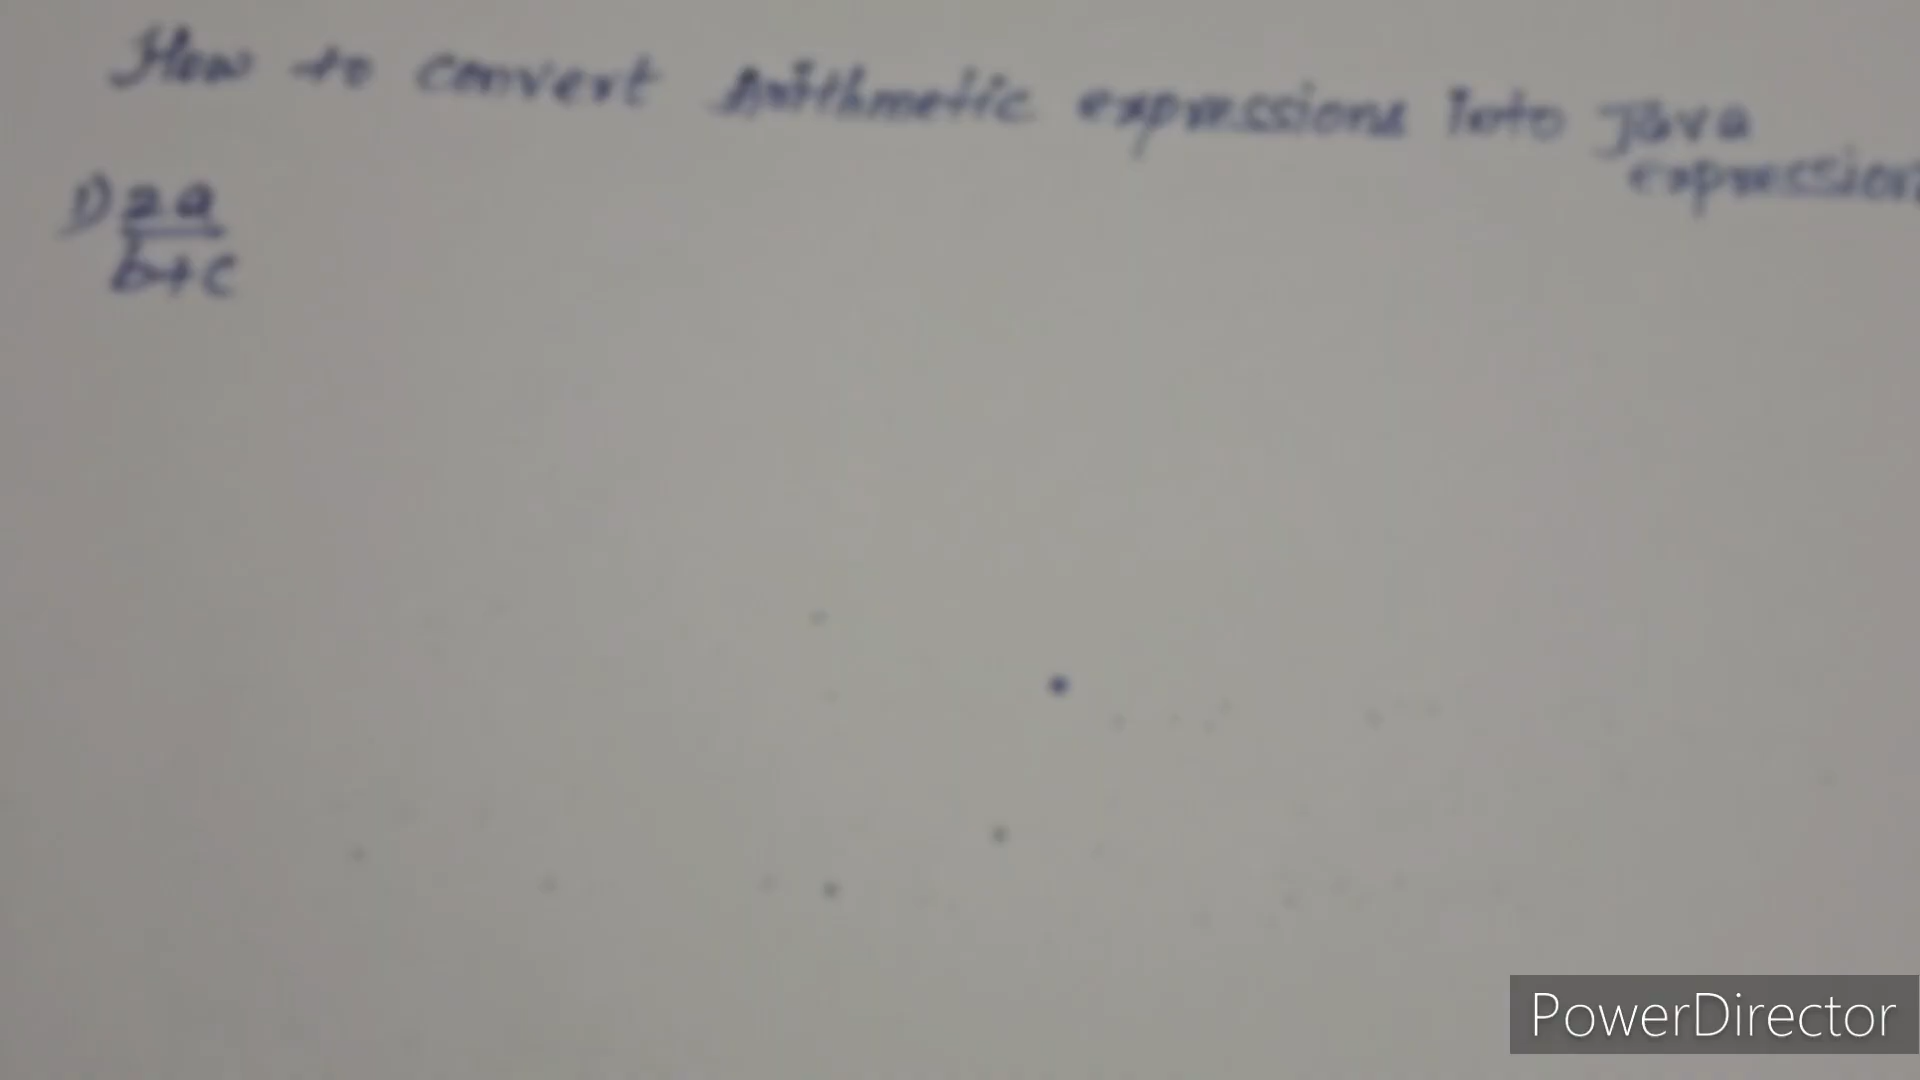 How to convert Arithmetic expressions into Java
expression
1) 2a
b+c
PowerDirector